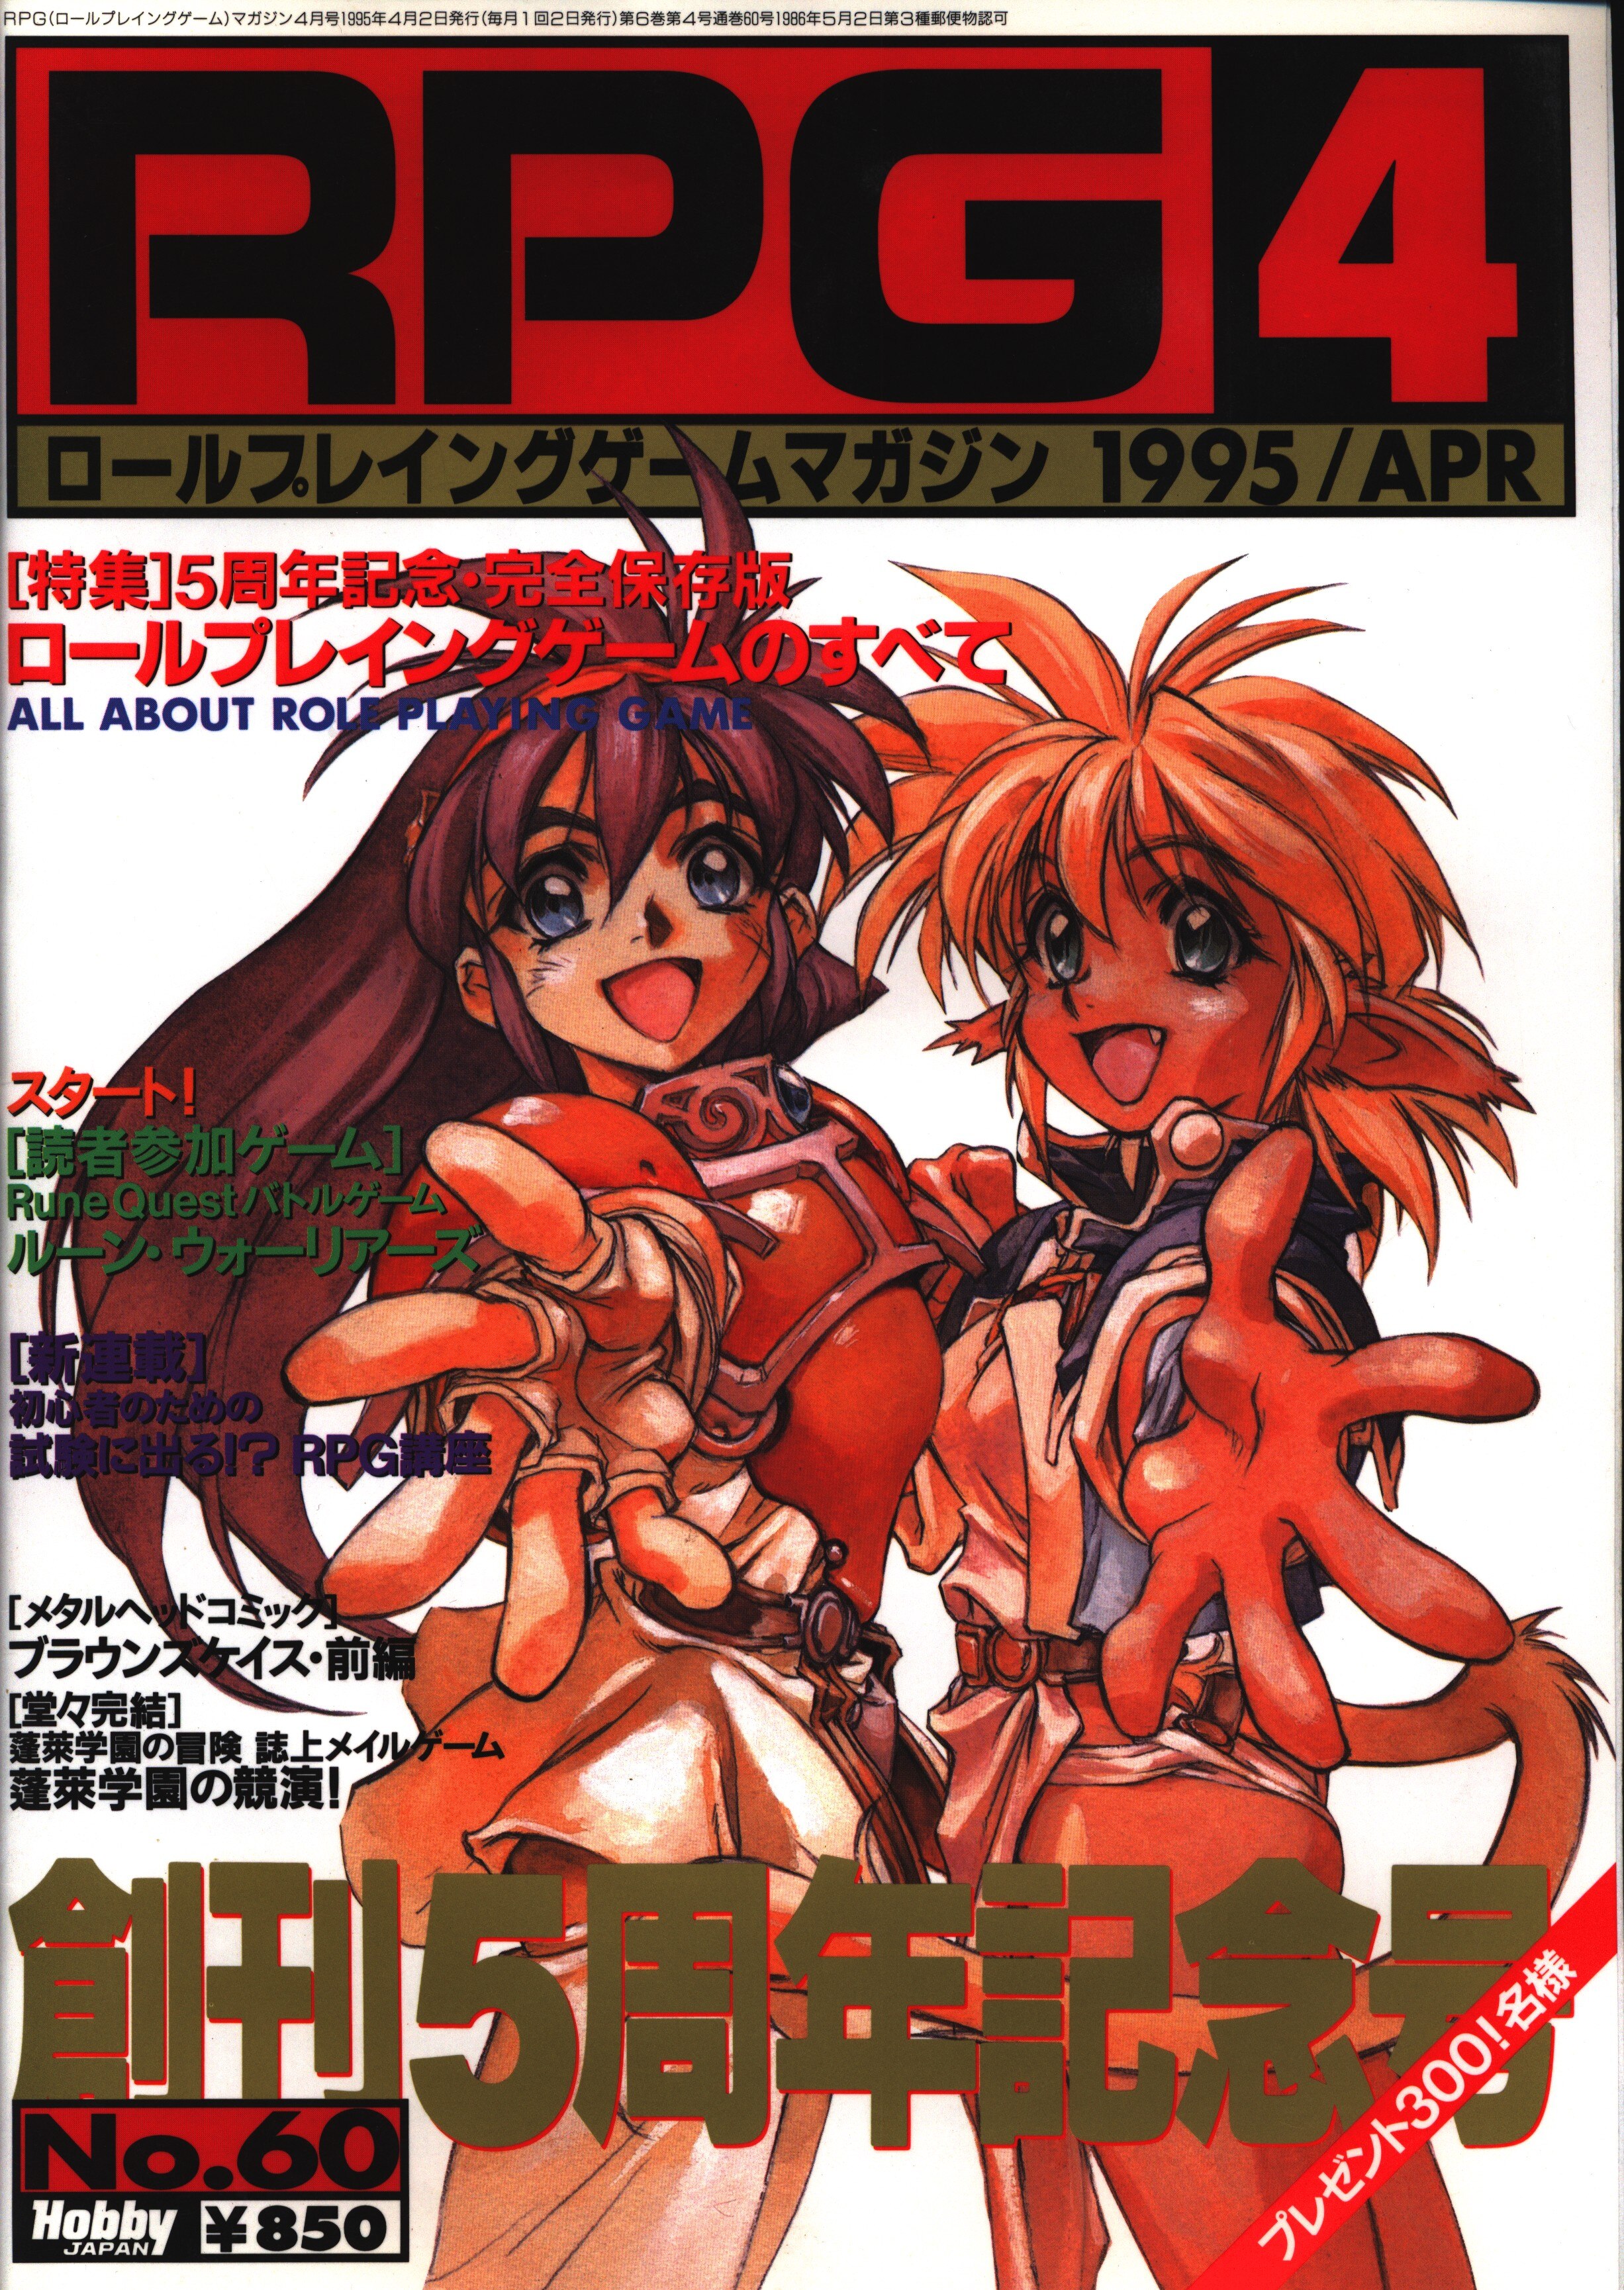 RPG(ロールプレイングゲーム)マガジン4月号1995年4月2日発行(毎月1回2日発行)第6巻第4号通巻60号1986年5月2日第3種郵便物認可
RPG4
ロールプレイングゲームマガジン 1995/APR
[特集]5周年記念・完全保存版
ロールプレイングゲームのすべて
ALL ABOUT ROLE PLAYING GAME
スタート!
[読者参加ゲーム]
RuneQuestバトルゲーム
ルーン・ウォーリアーズ
[新連載]
初心者のための
試験に出る!? RPG講座
[メタルヘッドコミック]
ブラウンズケイス・前編
[堂々完結]
蓬萊学園の冒険 誌上メイルゲーム
蓬萊学園の競演!
創刊5周年記念号
プレゼント300!名様
No.60
Hobby JAPAN
¥850